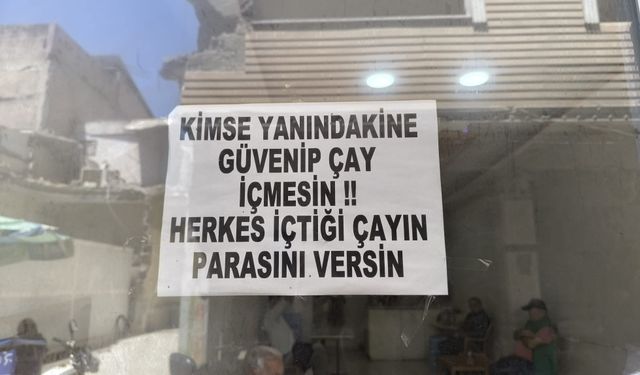 KİMSE YANINDAKİNE
GÜVENİP ÇAY
İÇMESİN !!
HERKES İÇTİĞİ ÇAYIN
PARASINI VERSİN